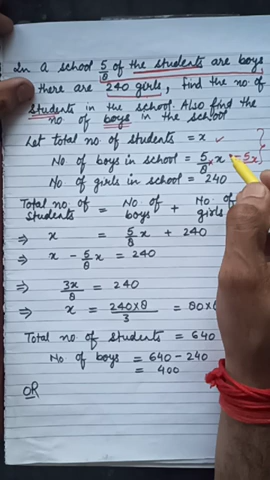 In a school 5/8 of the students are boys
there are 240 girls, find the no of
students in the school. Also find the
no of boys in the school
Let total no of students = x ✓
No of boys in school = 5/8 x - 5x
No of girls in school = 240
Total no of students = No of boys + No of girls
⇒ x = 5/8 x + 240
⇒ x - 5/8 x = 240
⇒ 3x/8 = 240
⇒ x = 240×8/3 = 80×
Total no of students = 640
No of boys = 640 - 240
= 400
OR